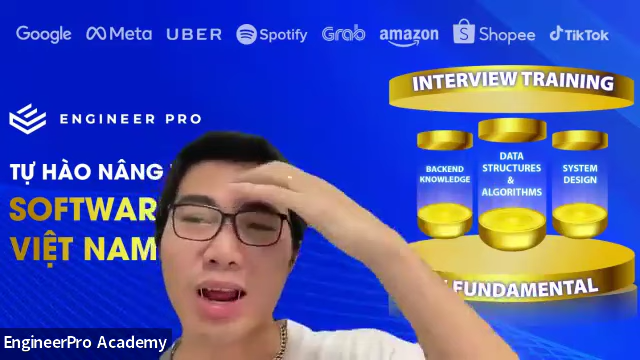 Google Meta UBER Spotify Grab amazon Shopee TikTok
ENGINEER PRO
TỰ HÀO NÂNG
SOFTWAR
VIỆT NAM
INTERVIEW TRAINING
BACKEND
KNOWLEDGE
DATA
STRUCTURES
&
ALGORITHMS
SYSTEM
DESIGN
FUNDAMENTAL
EngineerPro Academy